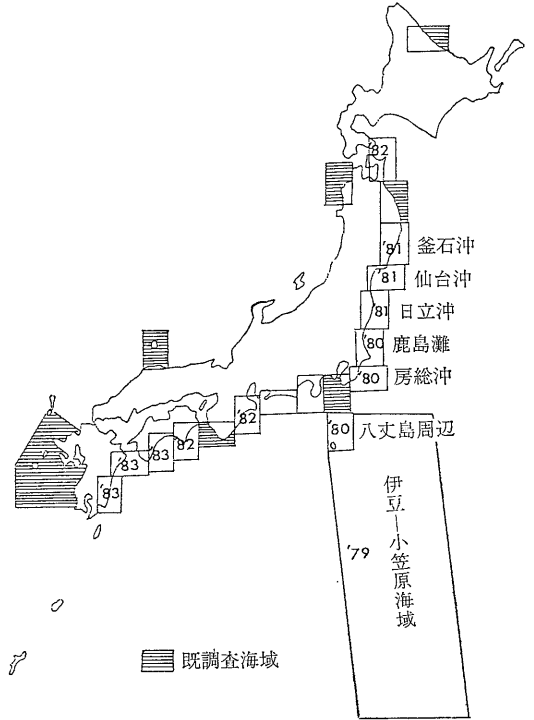 '82
'81 釜石沖
'81 仙台沖
'81 日立沖
'80 鹿島灘
'80 房総沖
'82
'80 八丈島周辺
'82
'83
'83
'83
'79
伊豆―小笠原海域
既調査海域